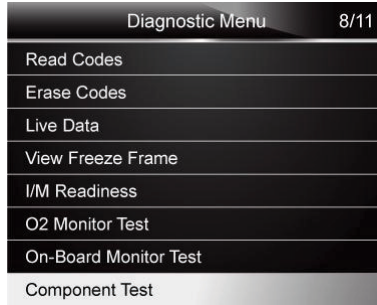 Diagnostic Menu 8/11
Read Codes
Erase Codes
Live Data
View Freeze Frame
I/M Readiness
O2 Monitor Test
On-Board Monitor Test
Component Test